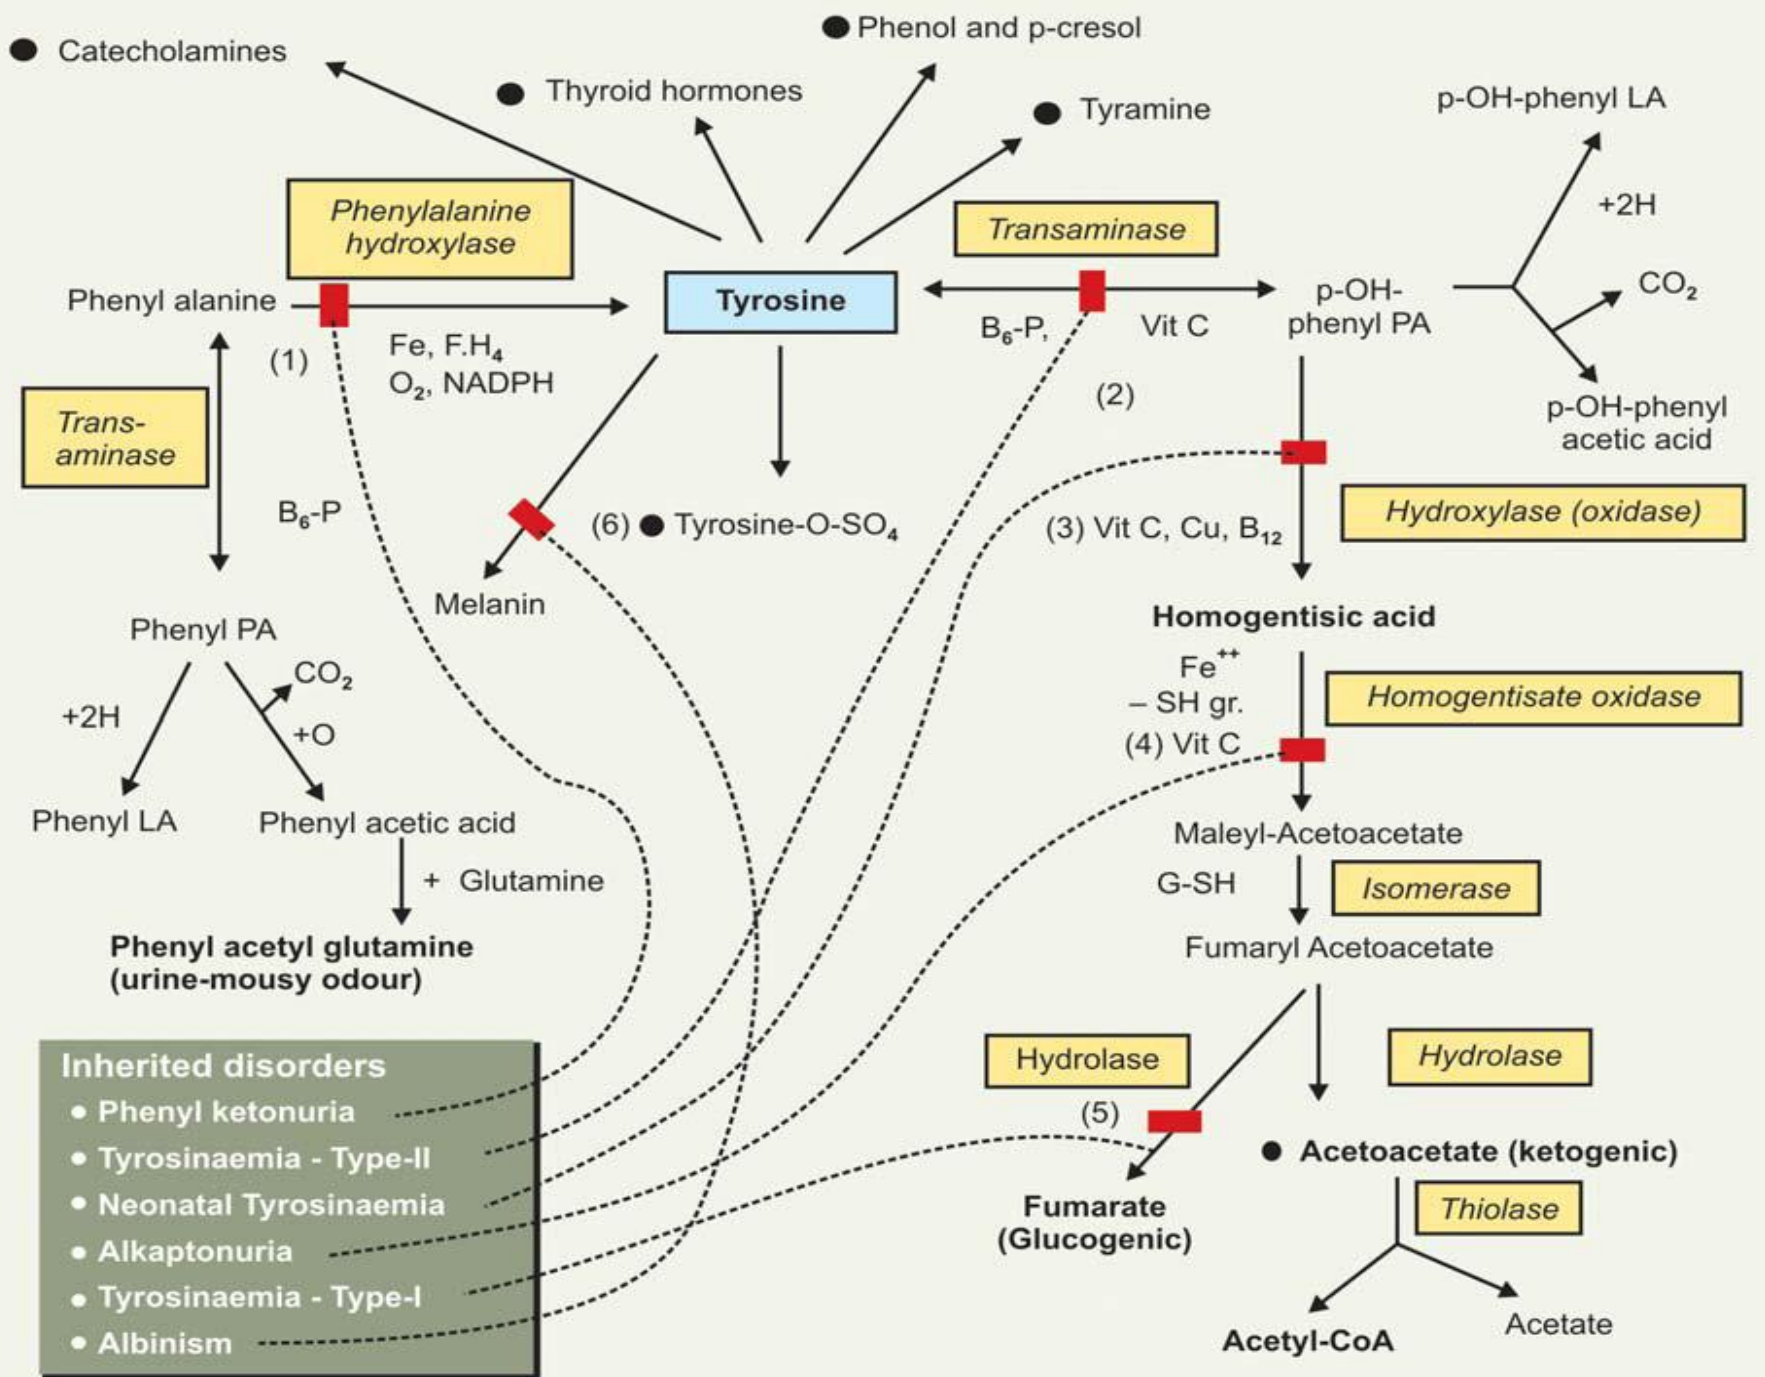 ● Catecholamines
● Phenol and p-cresol
● Thyroid hormones
● Tyramine
p-OH-phenyl LA
+2H
Phenylalanine
hydroxylase
Transaminase
Phenyl alanine
Tyrosine
p-OH-
phenyl PA
CO₂
(1)
Fe, F.H₄
O₂, NADPH
B₆-P,
Vit C
(2)
p-OH-phenyl
acetic acid
Trans-
aminase
B₆-P
(6) ● Tyrosine-O-SO₄
(3) Vit C, Cu, B₁₂
Hydroxylase (oxidase)
Melanin
Homogentisic acid
Phenyl PA
CO₂
+2H
+O
Fe⁺⁺
– SH gr.
(4) Vit C
Homogentisate oxidase
Phenyl LA
Phenyl acetic acid
Maleyl-Acetoacetate
+ Glutamine
G-SH
Isomerase
Phenyl acetyl glutamine
(urine-mousy odour)
Fumaryl Acetoacetate
Hydrolase
Hydrolase
(5)
● Acetoacetate (ketogenic)
Fumarate
(Glucogenic)
Thiolase
Acetyl-CoA
Acetate
Inherited disorders
• Phenyl ketonuria
• Tyrosinaemia - Type-II
• Neonatal Tyrosinaemia
• Alkaptonuria
• Tyrosinaemia - Type-I
• Albinism